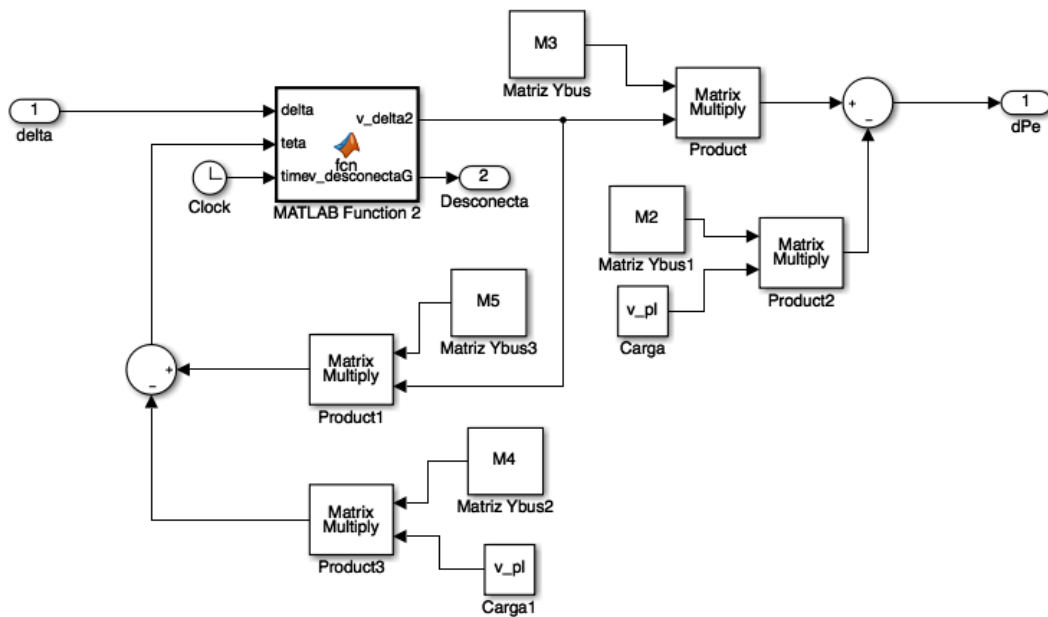 M3
Matriz Ybus
Matrix
Multiply
Product
+
−
1
dPe
1
delta
delta
v_delta2
teta
fcn
timev_desconectaG
MATLAB Function 2
Clock
2
Desconecta
M2
Matriz Ybus1
Matrix
Multiply
Product2
v_pl
Carga
M5
Matriz Ybus3
Matrix
Multiply
Product1
+
−
M4
Matriz Ybus2
Matrix
Multiply
Product3
v_pl
Carga1